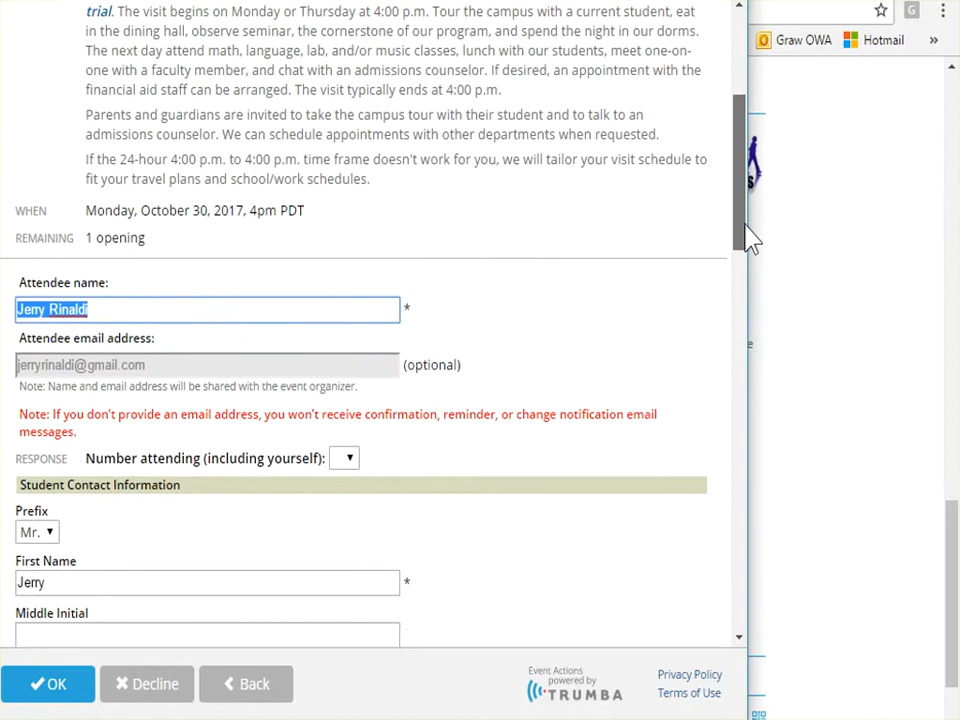 trial. The visit begins on Monday or Thursday at 4:00 p.m. Tour the campus with a current student, eat
in the dining hall, observe seminar, the cornerstone of our program, and spend the night in our dorms.
The next day attend math, language, lab, and/or music classes, lunch with our students, meet one-on-
one with a faculty member, and chat with an admissions counselor. If desired, an appointment with the
financial aid staff can be arranged. The visit typically ends at 4:00 p.m.
Parents and guardians are invited to take the campus tour with their student and to talk to an
admissions counselor. We can schedule appointments with other departments when requested.
If the 24-hour 4:00 p.m. to 4:00 p.m. time frame doesn't work for you, we will tailor your visit schedule to
fit your travel plans and school/work schedules.
WHEN Monday, October 30, 2017, 4pm PDT
REMAINING 1 opening
Attendee name:
Jerry Rinaldi *
Attendee email address:
jerryrinaldi@gmail.com (optional)
Note: Name and email address will be shared with the event organizer.
Note: If you don't provide an email address, you won't receive confirmation, reminder, or change notification email
messages.
RESPONSE Number attending (including yourself):
Student Contact Information
Prefix
Mr.
First Name
Jerry *
Middle Initial
OK Decline Back
Event Actions
powered by
TRUMBA
Privacy Policy
Terms of Use
G
Graw OWA Hotmail »